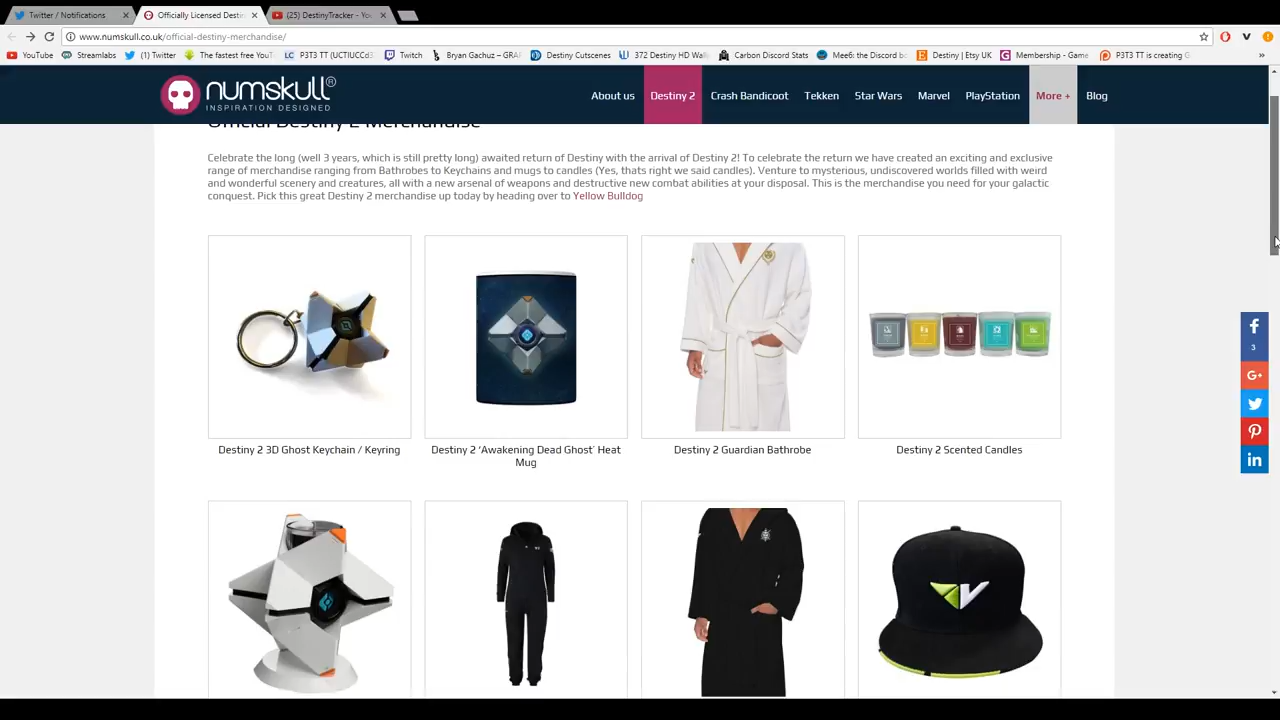 Twitter / Notifications
Officially Licensed Desti
(25) DestinyTracker - Yo
www.numskull.co.uk/official-destiny-merchandise/
YouTube
Streamlabs
(1) Twitter
The fastest free YouT
P3T3 TT (UCTIUCCd3
Twitch
Bryan Gachuz – GRAF
Destiny Cutscenes
372 Destiny HD Wall
Carbon Discord Stats
Mee6: the discord b
Destiny | Etsy UK
Membership - Game
P3T3 TT is creating G
numskull®
INSPIRATION DESIGNED
About us
Destiny 2
Crash Bandicoot
Tekken
Star Wars
Marvel
PlayStation
More +
Blog
Official Destiny 2 Merchandise
Celebrate the long (well 3 years, which is still pretty long) awaited return of Destiny with the arrival of Destiny 2! To celebrate the return we have created an exciting and exclusive
range of merchandise ranging from Bathrobes to Keychains and mugs to candles (Yes, thats right we said candles). Venture to mysterious, undiscovered worlds filled with weird
and wonderful scenery and creatures, all with a new arsenal of weapons and destructive new combat abilities at your disposal. This is the merchandise you need for your galactic
conquest. Pick this great Destiny 2 merchandise up today by heading over to Yellow Bulldog
3
Destiny 2 3D Ghost Keychain / Keyring
Destiny 2 ‘Awakening Dead Ghost’ Heat
Mug
Destiny 2 Guardian Bathrobe
Destiny 2 Scented Candles